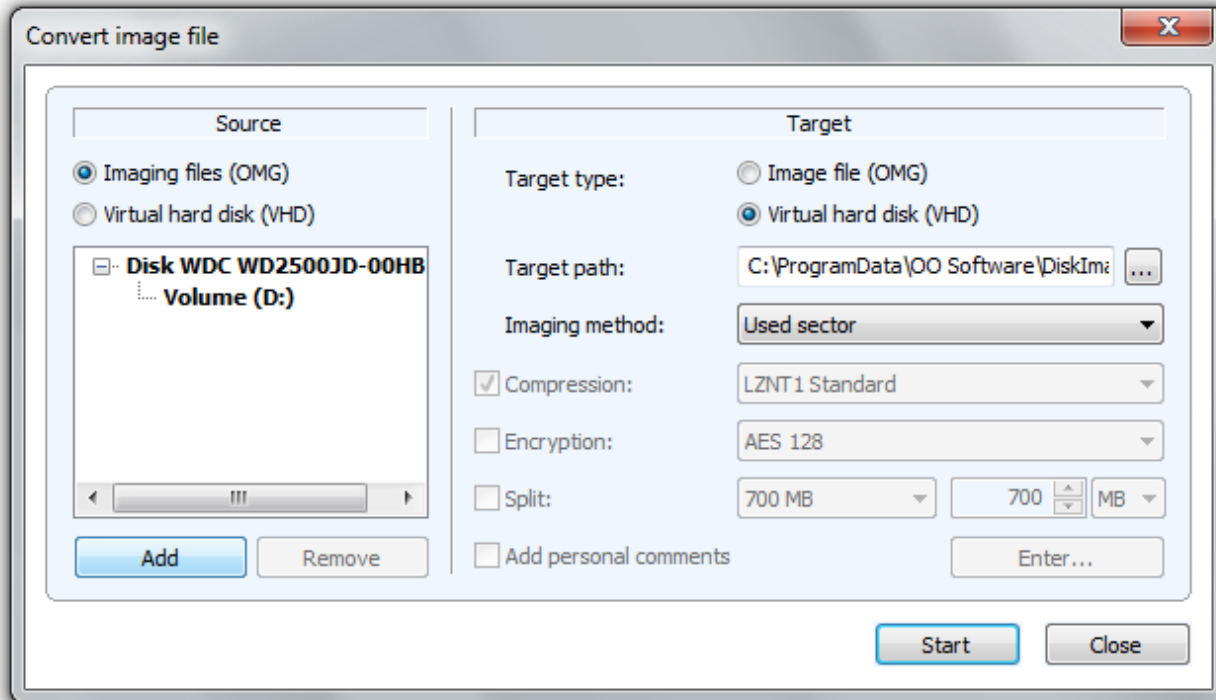 Convert image file
Source
Imaging files (OMG)
Virtual hard disk (VHD)
Disk WDC WD2500JD-00HB
Volume (D:)
Add
Remove
Target
Target type:
Image file (OMG)
Virtual hard disk (VHD)
Target path:
C:\ProgramData\OO Software\DiskIma
...
Imaging method:
Used sector
Compression:
LZNT1 Standard
Encryption:
AES 128
Split:
700 MB
700
MB
Add personal comments
Enter...
Start
Close